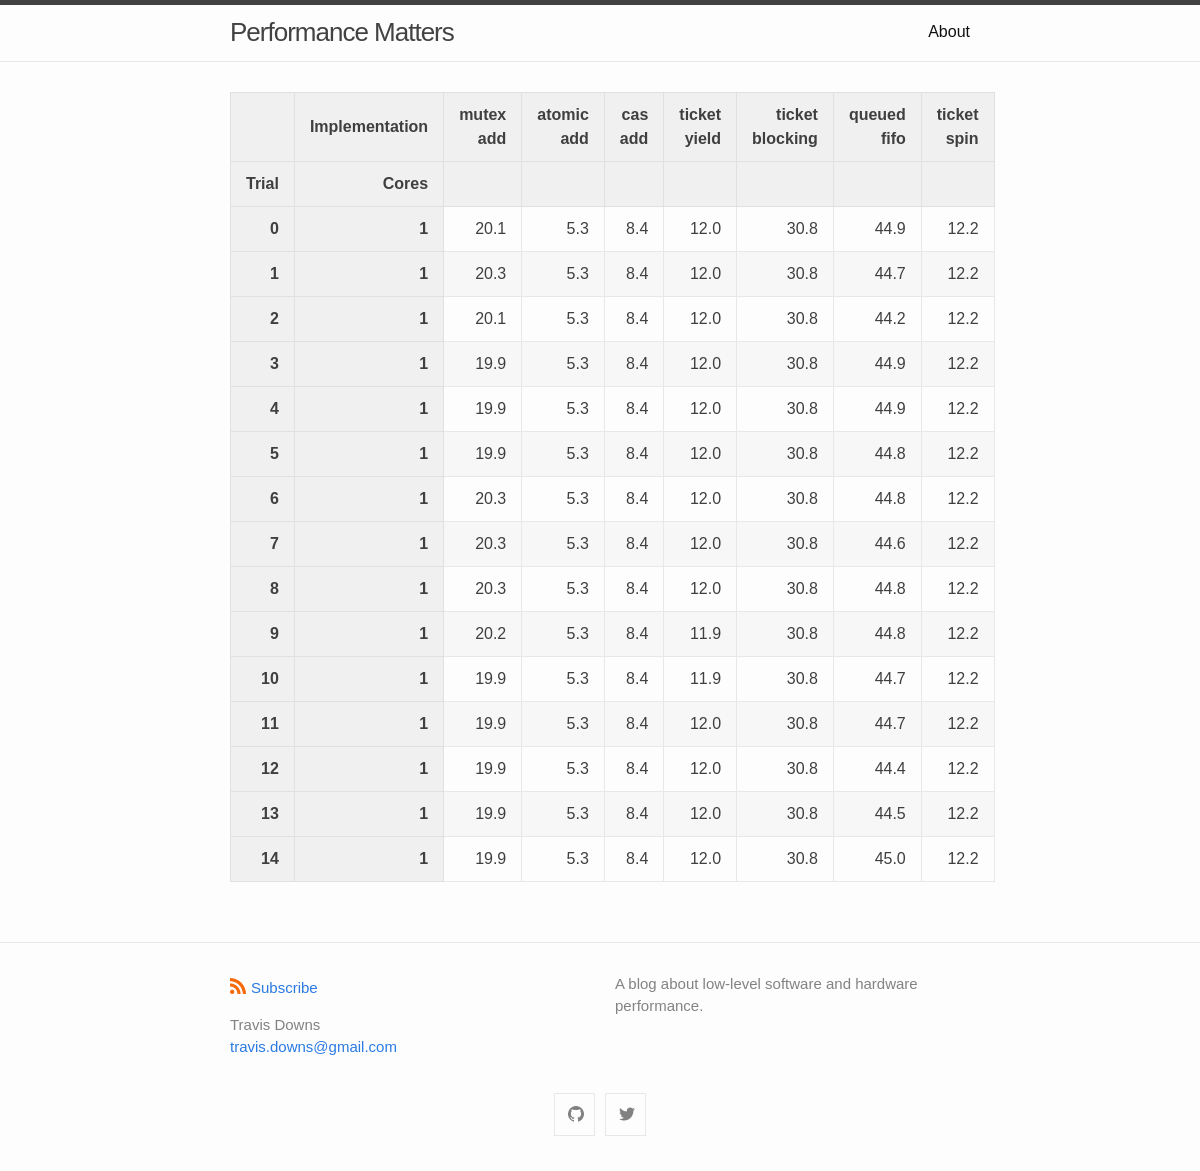 Performance Matters About
Implementation mutex add atomic add cas add ticket yield ticket blocking queued fifo ticket spin
Trial Cores
0 1 20.1 5.3 8.4 12.0 30.8 44.9 12.2
1 1 20.3 5.3 8.4 12.0 30.8 44.7 12.2
2 1 20.1 5.3 8.4 12.0 30.8 44.2 12.2
3 1 19.9 5.3 8.4 12.0 30.8 44.9 12.2
4 1 19.9 5.3 8.4 12.0 30.8 44.9 12.2
5 1 19.9 5.3 8.4 12.0 30.8 44.8 12.2
6 1 20.3 5.3 8.4 12.0 30.8 44.8 12.2
7 1 20.3 5.3 8.4 12.0 30.8 44.6 12.2
8 1 20.3 5.3 8.4 12.0 30.8 44.8 12.2
9 1 20.2 5.3 8.4 11.9 30.8 44.8 12.2
10 1 19.9 5.3 8.4 11.9 30.8 44.7 12.2
11 1 19.9 5.3 8.4 12.0 30.8 44.7 12.2
12 1 19.9 5.3 8.4 12.0 30.8 44.4 12.2
13 1 19.9 5.3 8.4 12.0 30.8 44.5 12.2
14 1 19.9 5.3 8.4 12.0 30.8 45.0 12.2
Subscribe
Travis Downs
travis.downs@gmail.com
A blog about low-level software and hardware
performance.